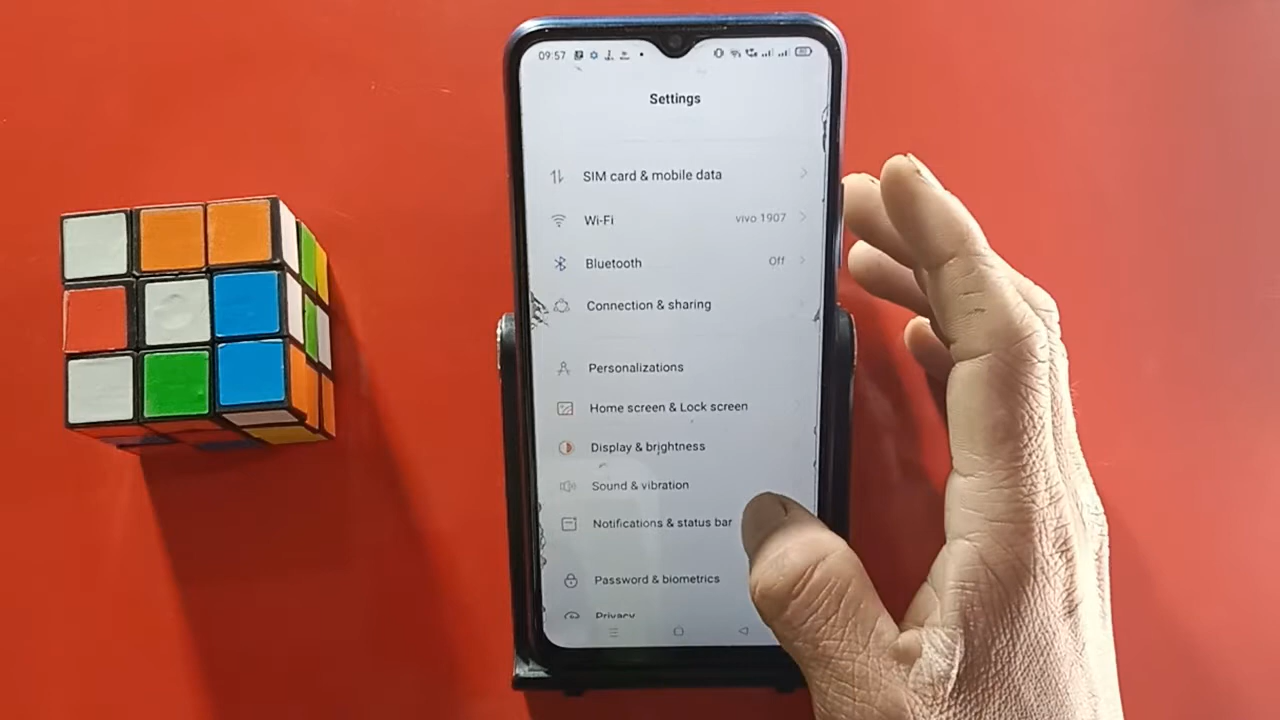 09:57
Settings
SIM card & mobile data
Wi-Fi vivo 1907
Bluetooth Off
Connection & sharing
Personalizations
Home screen & Lock screen
Display & brightness
Sound & vibration
Notifications & status bar
Password & biometrics
Privacy